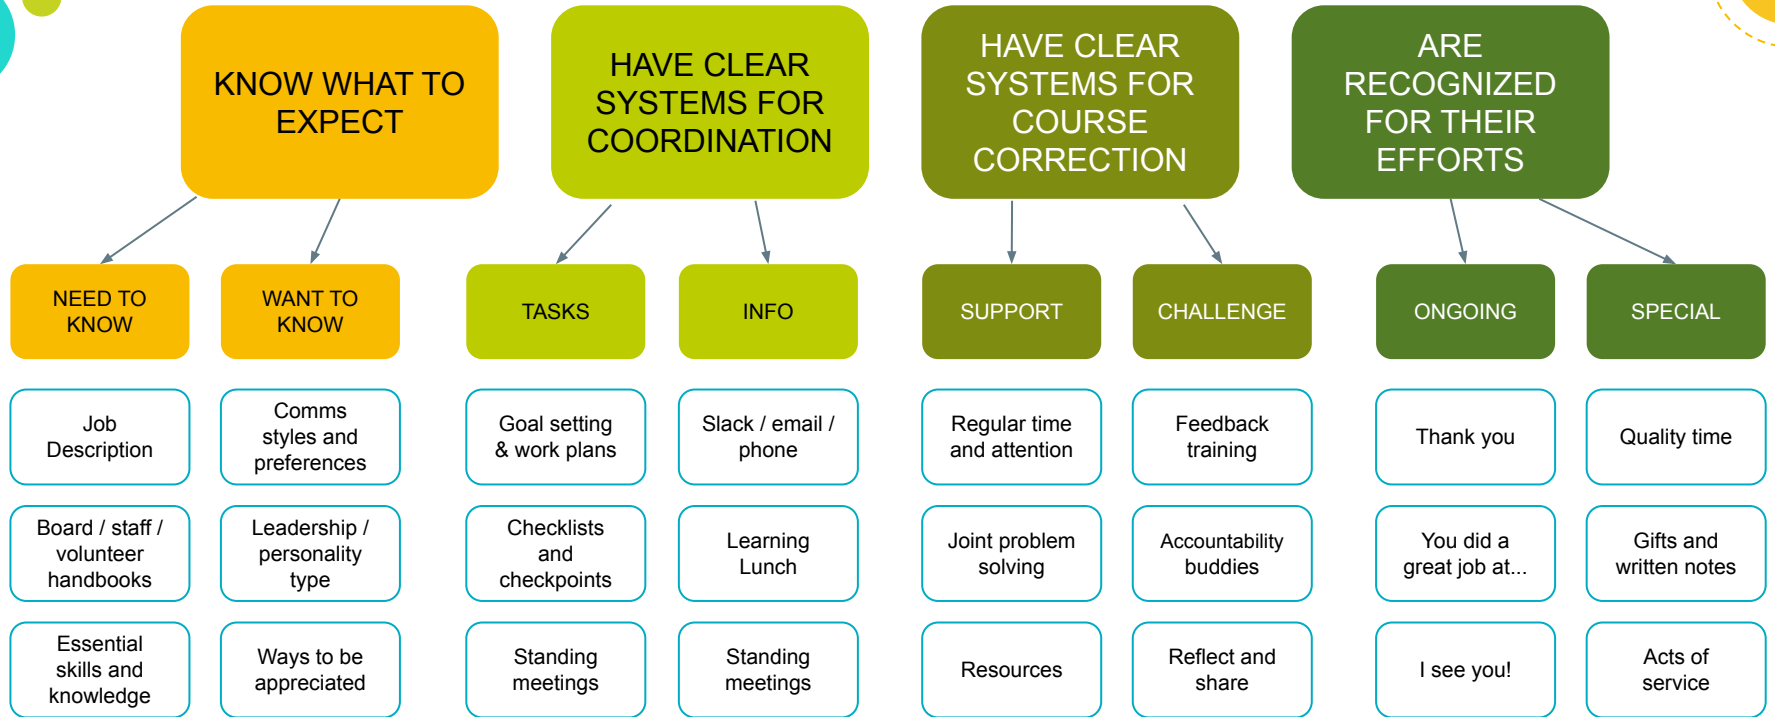 KNOW WHAT TO
EXPECT
HAVE CLEAR
SYSTEMS FOR
COORDINATION
HAVE CLEAR
SYSTEMS FOR
COURSE
CORRECTION
ARE
RECOGNIZED
FOR THEIR
EFFORTS
NEED TO
KNOW
WANT TO
KNOW
TASKS
INFO
SUPPORT
CHALLENGE
ONGOING
SPECIAL
Job
Description
Comms
styles and
preferences
Goal setting
& work plans
Slack / email /
phone
Regular time
and attention
Feedback
training
Thank you
Quality time
Board / staff /
volunteer
handbooks
Leadership /
personality
type
Checklists
and
checkpoints
Learning
Lunch
Joint problem
solving
Accountability
buddies
You did a
great job at...
Gifts and
written notes
Essential
skills and
knowledge
Ways to be
appreciated
Standing
meetings
Standing
meetings
Resources
Reflect and
share
I see you!
Acts of
service